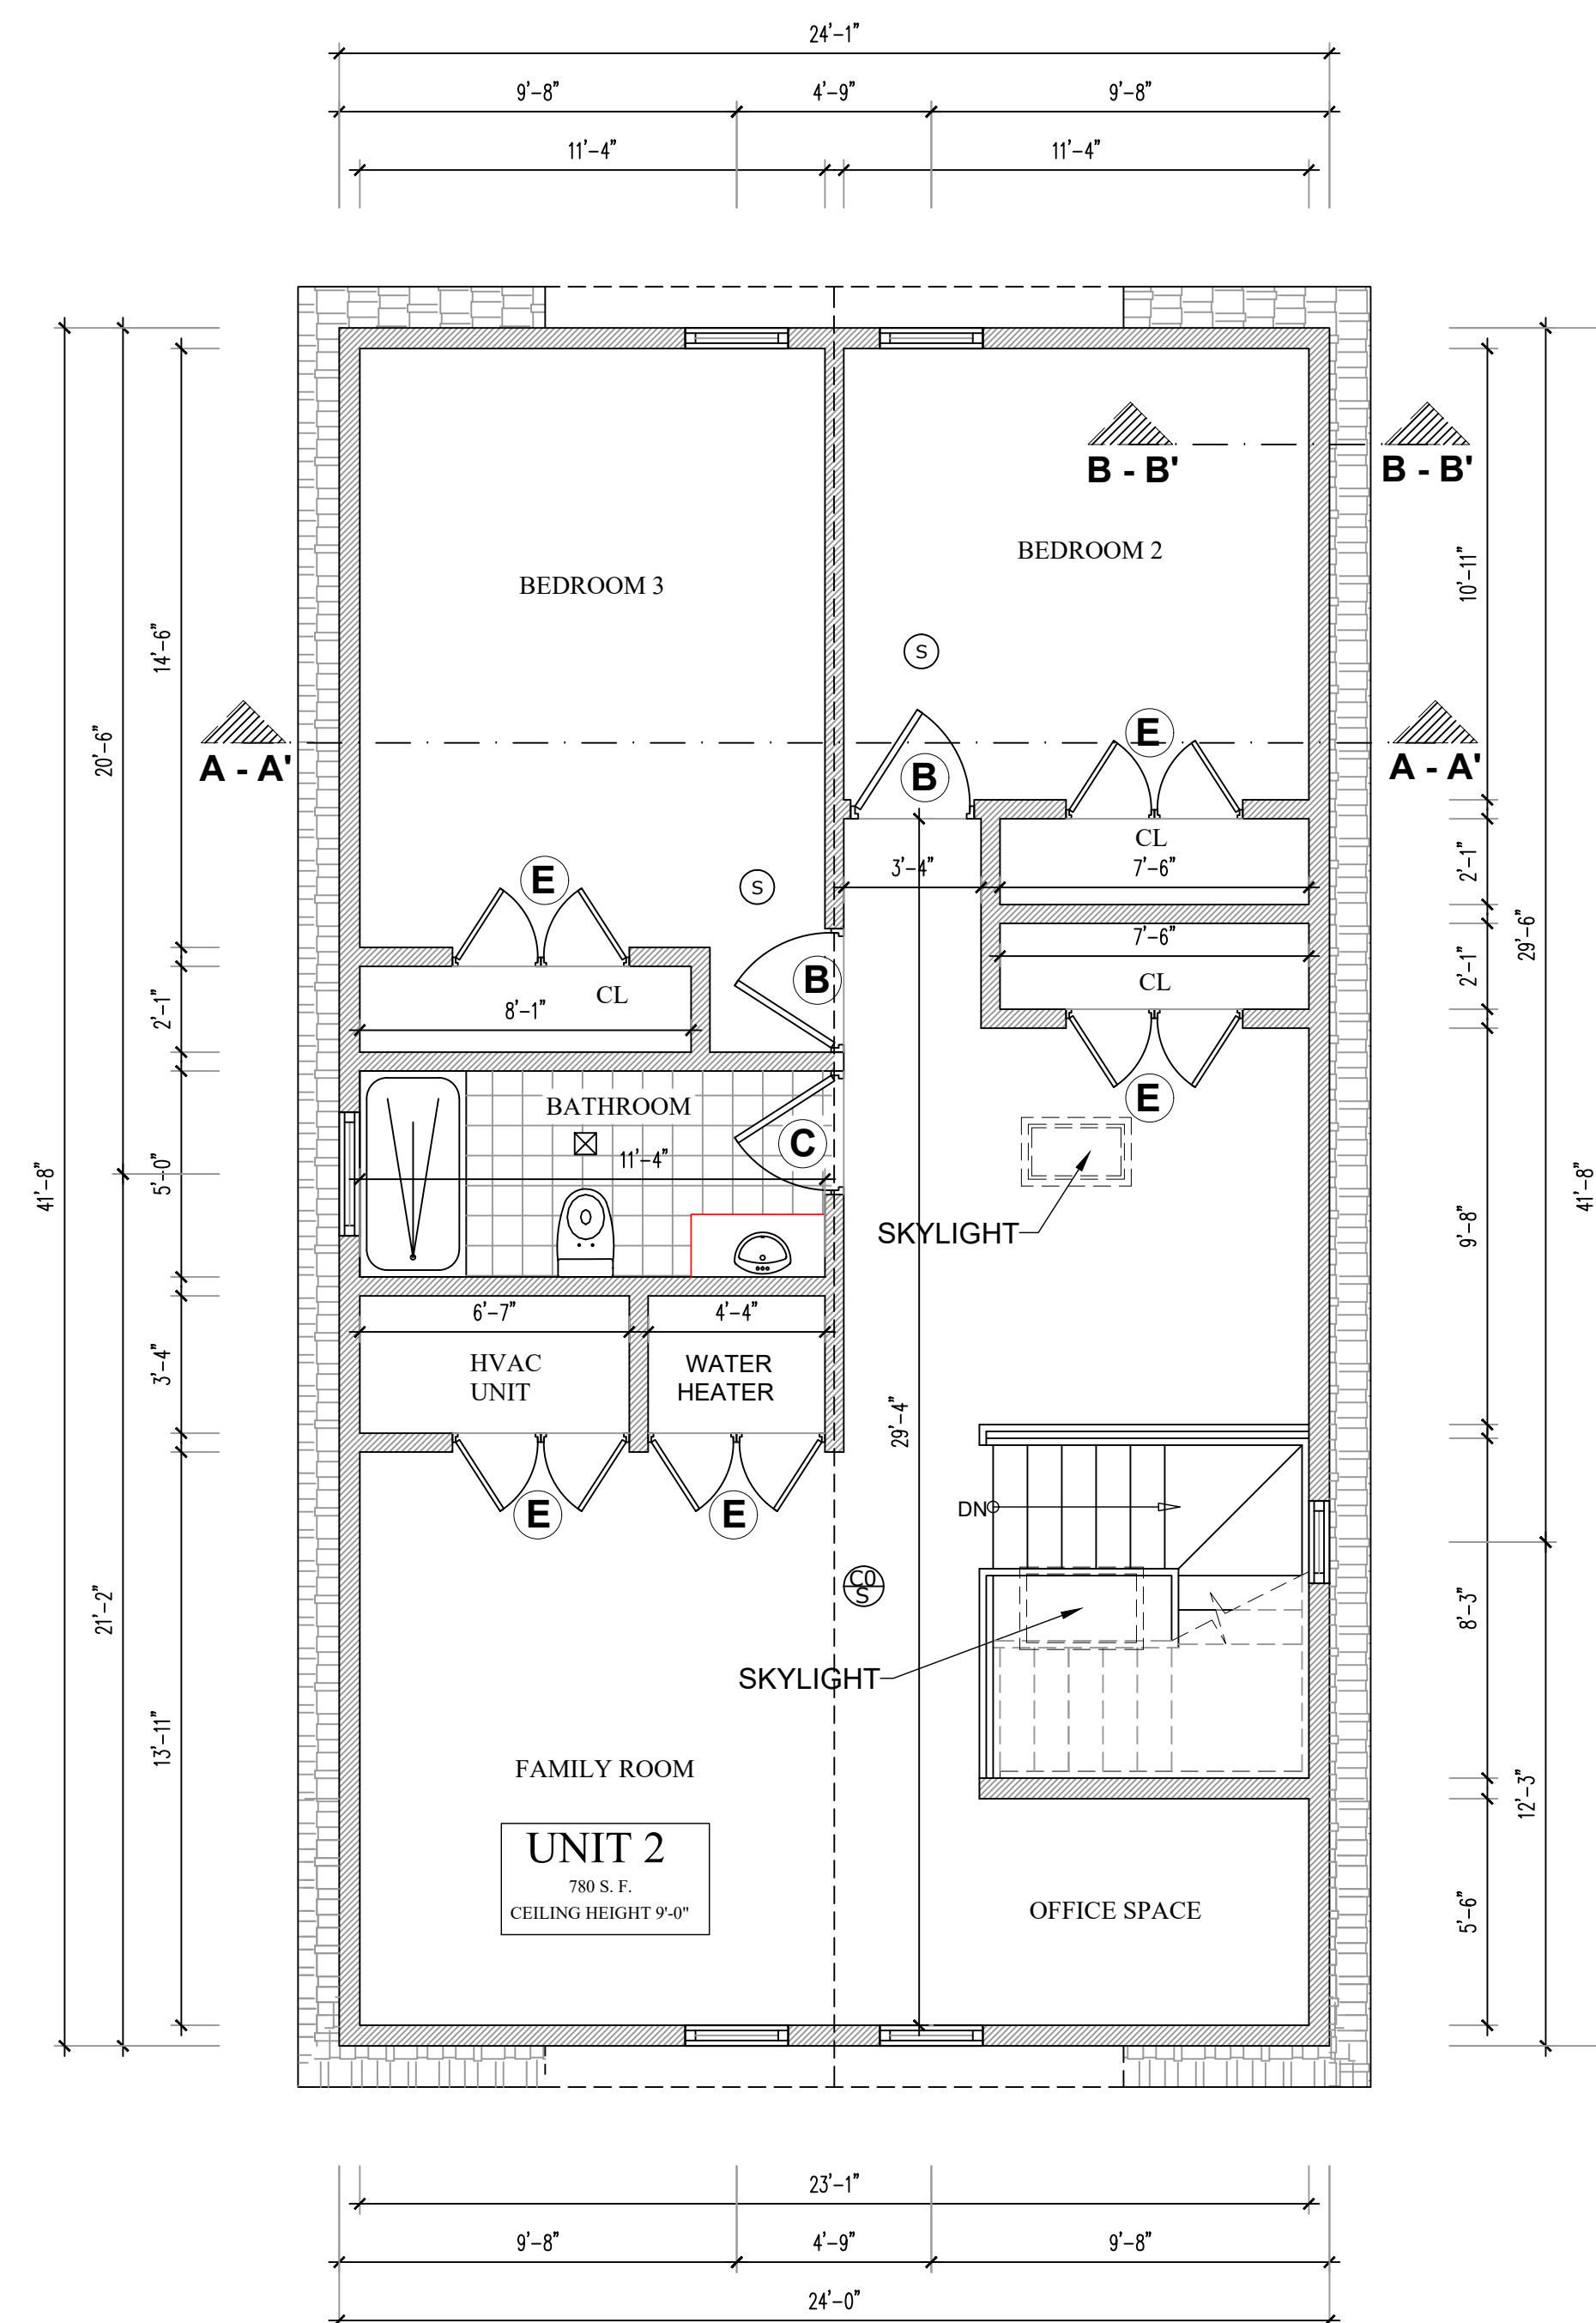 24'-1"
9'-8" 4'-9" 9'-8"
11'-4" 11'-4"
B - B' B - B'
BEDROOM 2
10'-11"
BEDROOM 3
14'-6"
S
20'-6"
E
A - A' B A - A'
CL
7'-6"
3'-4"
2'-1"
E
S
7'-6"
29'-6"
2'-1"
B
CL
CL
8'-1"
2'-1"
E
BATHROOM
C
11'-4"
5'-0"
41'-8"
41'-8"
SKYLIGHT
9'-8"
6'-7" 4'-4"
HVAC
UNIT
WATER
HEATER
3'-4"
29'-4"
E E
DN
C0
S
21'-2"
8'-3"
SKYLIGHT
13'-11"
FAMILY ROOM
12'-3"
UNIT 2
780 S. F.
CEILING HEIGHT 9'-0"
OFFICE SPACE
5'-6"
23'-1"
9'-8" 4'-9" 9'-8"
24'-0"